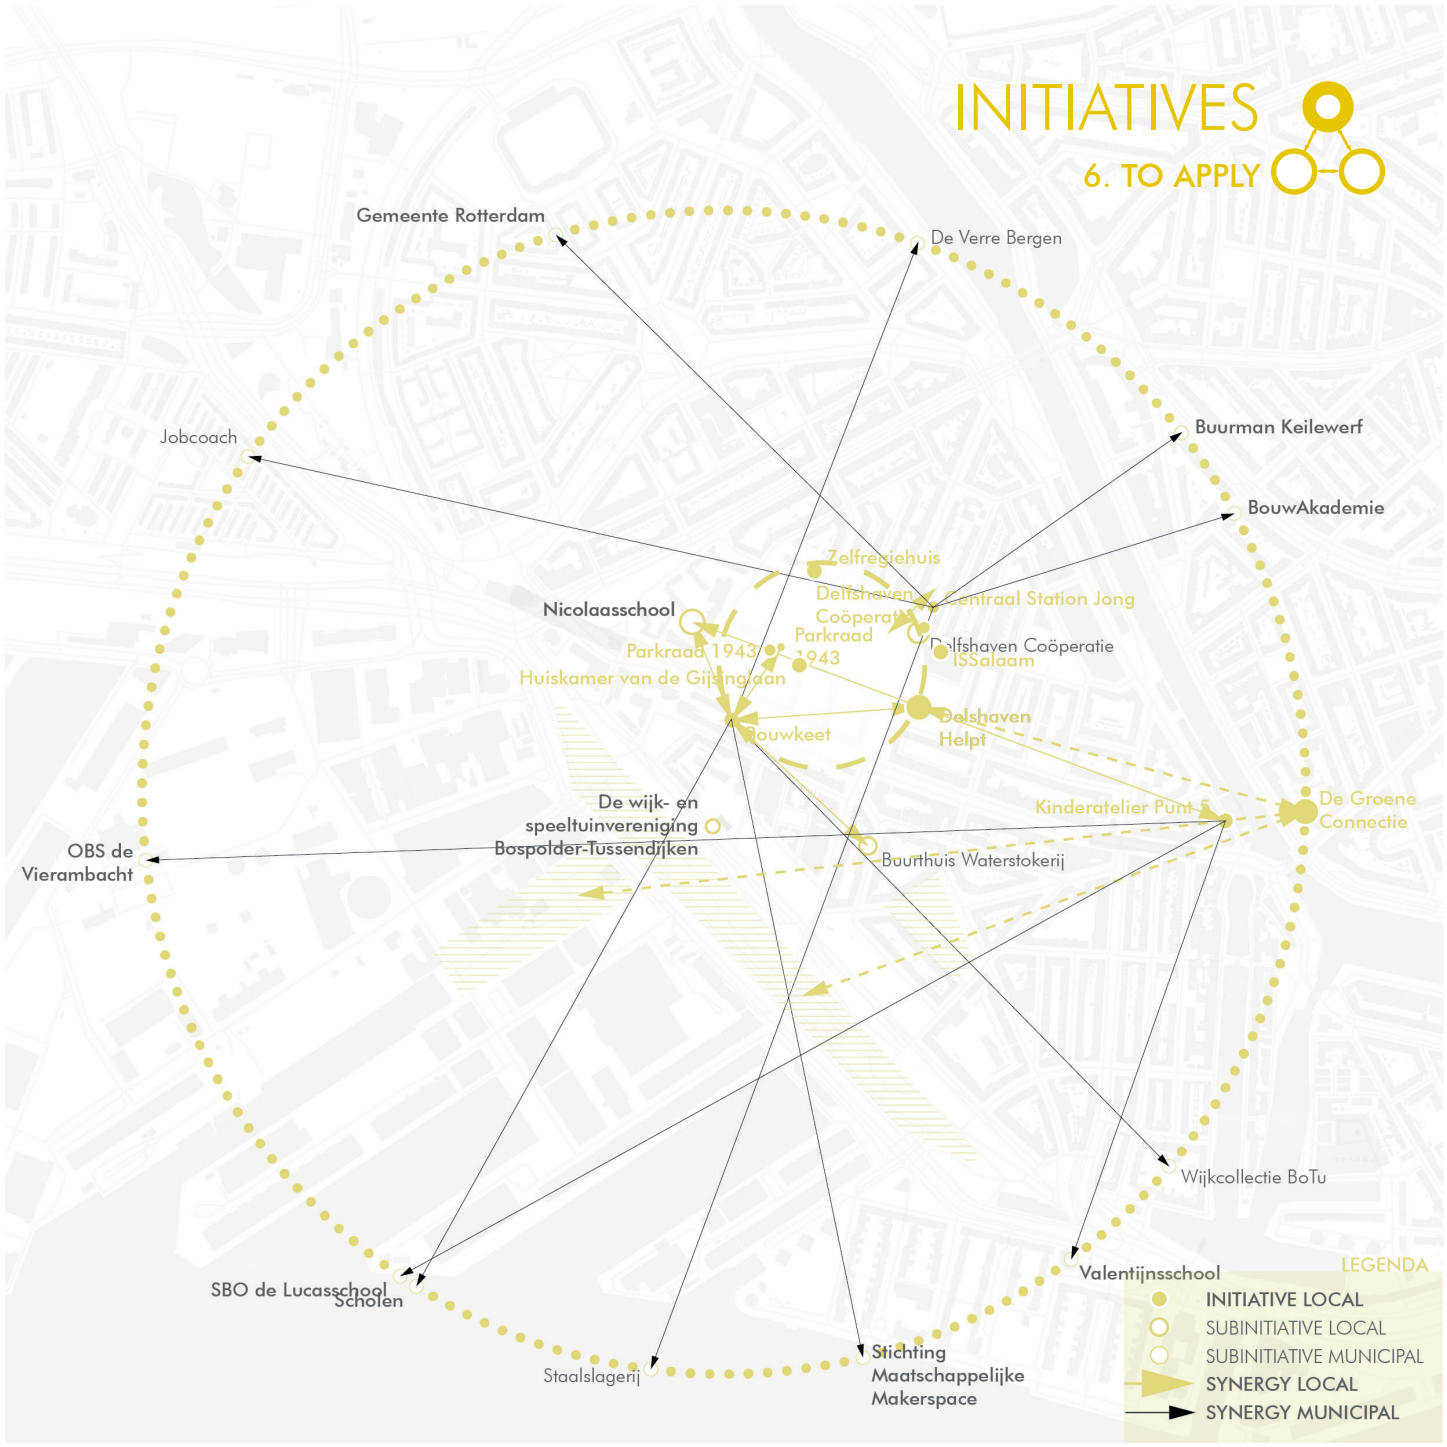 INITIATIVES
6. TO APPLY
Gemeente Rotterdam
De Verre Bergen
Jobcoach
Buurman Keilewerf
BouwAkademie
Zelfregiehuis
Delfshaven
Coöperatie
Centraal Station Jong
Nicolaasschool
Parkraad
1943
Parkraad 1943
Delfshaven Coöperatie
ISSalaam
Huiskamer van de Gijsinglaan
Bouwkeet
Delshaven
Helpt
De wijk- en
speeltuinvereniging
Bospolder-Tussendijken
Kinderatelier Punt 5
De Groene
Connectie
OBS de
Vierambacht
Buurthuis Waterstokerij
Wijkcollectie BoTu
Valentijnsschool
SBO de Lucasschool
Scholen
Staalslagerij
Stichting
Maatschappelijke
Makerspace
LEGENDA
INITIATIVE LOCAL
SUBINITIATIVE LOCAL
SUBINITIATIVE MUNICIPAL
SYNERGY LOCAL
SYNERGY MUNICIPAL